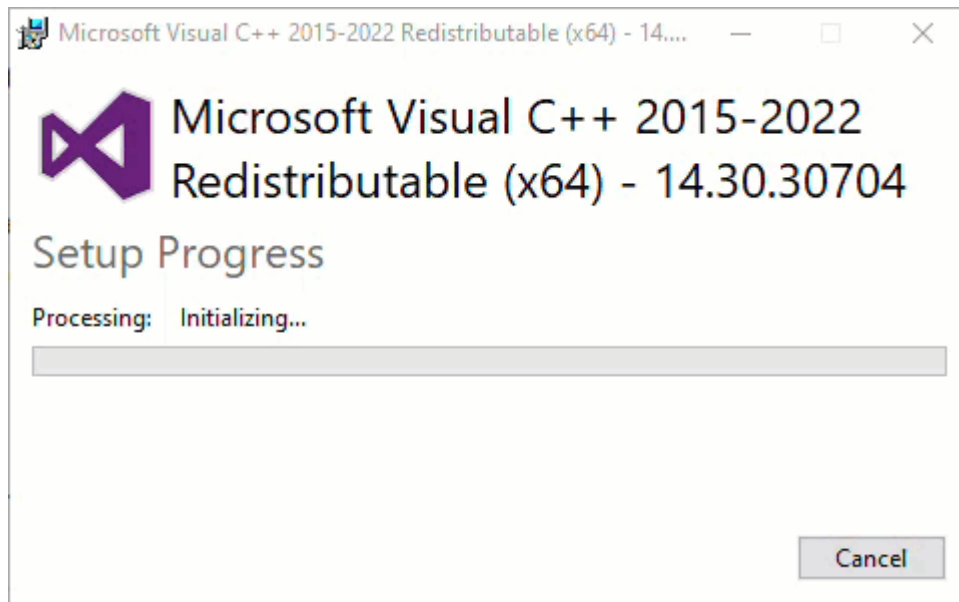 Microsoft Visual C++ 2015-2022 Redistributable (x64) - 14....
Microsoft Visual C++ 2015-2022
Redistributable (x64) - 14.30.30704
Setup Progress
Processing: Initializing...
Cancel